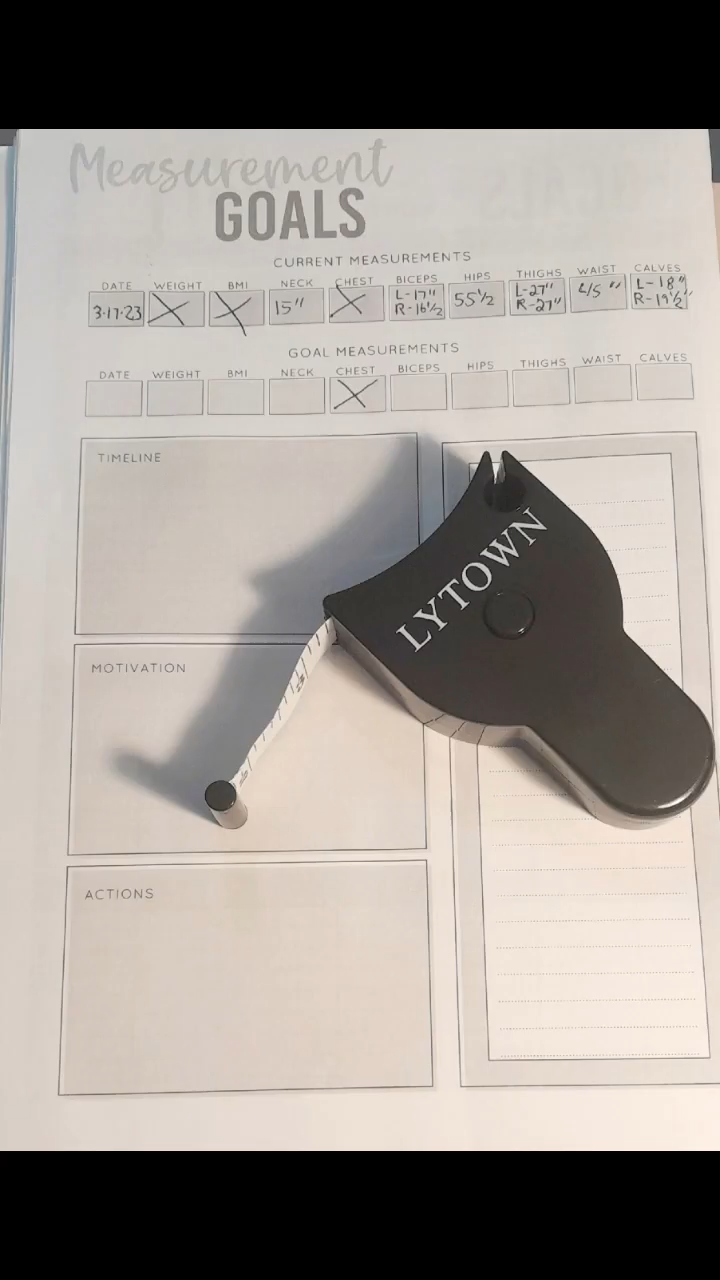 Measurement
GOALS
CURRENT MEASUREMENTS
DATE WEIGHT BMI NECK CHEST BICEPS HIPS THIGHS WAIST CALVES
3.17.23 X X 15" X L-17" R-16½ 55½ L-27" R-27" 45" L-18" R-19½"
GOAL MEASUREMENTS
DATE WEIGHT BMI NECK CHEST BICEPS HIPS THIGHS WAIST CALVES
X
TIMELINE
LYTOWN
MOTIVATION
ACTIONS